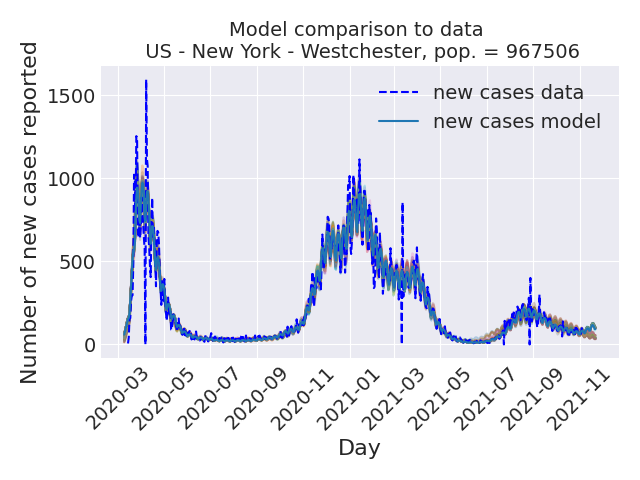 Model comparison to data
US - New York - Westchester, pop. = 967506
Number of new cases reported
1500
1000
500
0
new cases data
new cases model
2020-03
2020-05
2020-07
2020-09
2020-11
2021-01
2021-03
2021-05
2021-07
2021-09
2021-11
Day